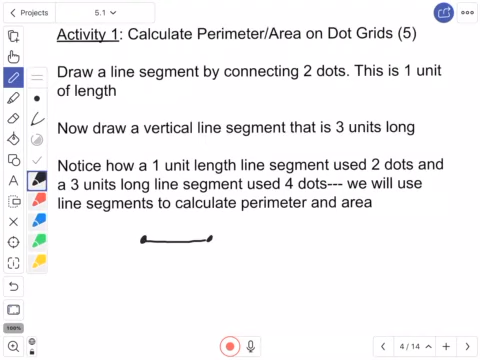 Projects
5.1
Activity 1: Calculate Perimeter/Area on Dot Grids (5)
Draw a line segment by connecting 2 dots. This is 1 unit
of length
Now draw a vertical line segment that is 3 units long
Notice how a 1 unit length line segment used 2 dots and
a 3 units long line segment used 4 dots--- we will use
line segments to calculate perimeter and area
A
100%
4 / 14